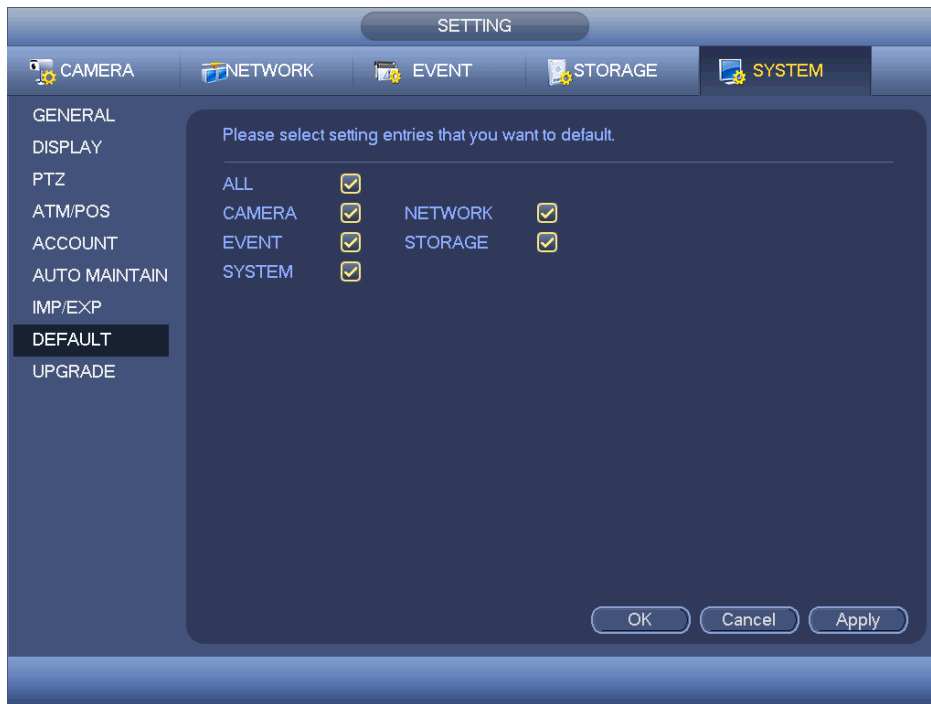 SETTING
CAMERA NETWORK EVENT STORAGE SYSTEM
GENERAL
DISPLAY
PTZ
ATM/POS
ACCOUNT
AUTO MAINTAIN
IMP/EXP
DEFAULT
UPGRADE
Please select setting entries that you want to default.
ALL
CAMERA NETWORK
EVENT STORAGE
SYSTEM
OK Cancel Apply